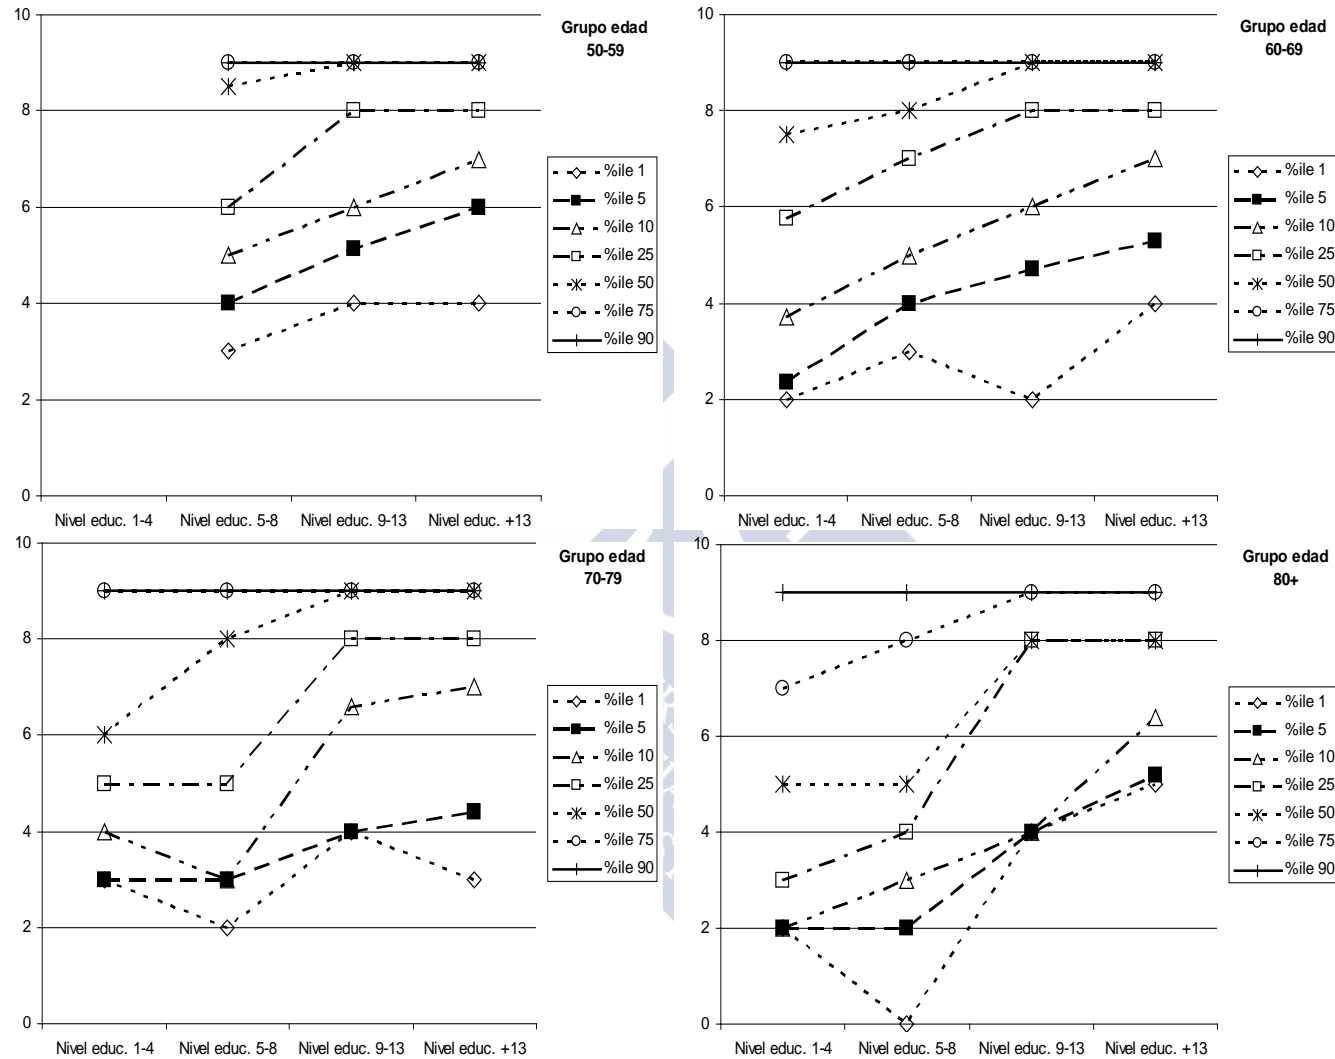 Grupo edad
50-59
10
8
6
4
2
0
Nivel educ. 1-4 Nivel educ. 5-8 Nivel educ. 9-13 Nivel educ. +13
%ile 1
%ile 5
%ile 10
%ile 25
%ile 50
%ile 75
%ile 90
Grupo edad
60-69
10
8
6
4
2
0
Nivel educ. 1-4 Nivel educ. 5-8 Nivel educ. 9-13 Nivel educ. +13
%ile 1
%ile 5
%ile 10
%ile 25
%ile 50
%ile 75
%ile 90
Grupo edad
70-79
10
8
6
4
2
0
Nivel educ. 1-4 Nivel educ. 5-8 Nivel educ. 9-13 Nivel educ. +13
%ile 1
%ile 5
%ile 10
%ile 25
%ile 50
%ile 75
%ile 90
Grupo edad
80+
10
8
6
4
2
0
Nivel educ. 1-4 Nivel educ. 5-8 Nivel educ. 9-13 Nivel educ. +13
%ile 1
%ile 5
%ile 10
%ile 25
%ile 50
%ile 75
%ile 90